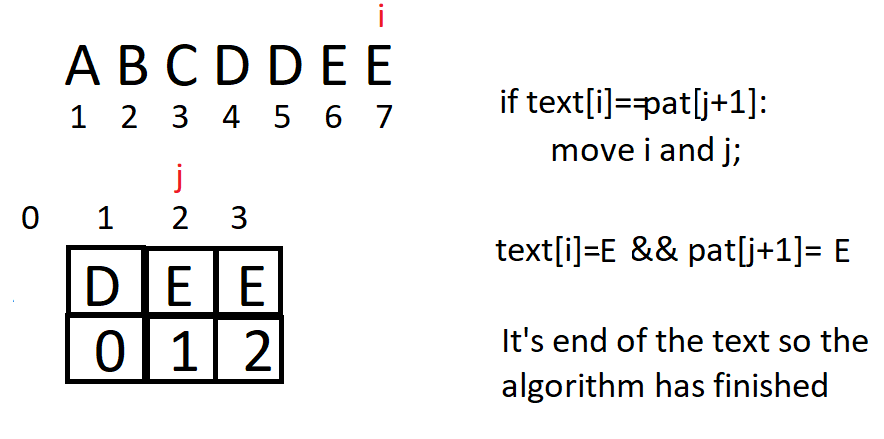 i
A B C D D E E
1 2 3 4 5 6 7
if text[i]==pat[j+1]:
move i and j;
j
0 1 2 3
D E E
0 1 2
text[i]=E && pat[j+1]= E
It's end of the text so the
algorithm has finished